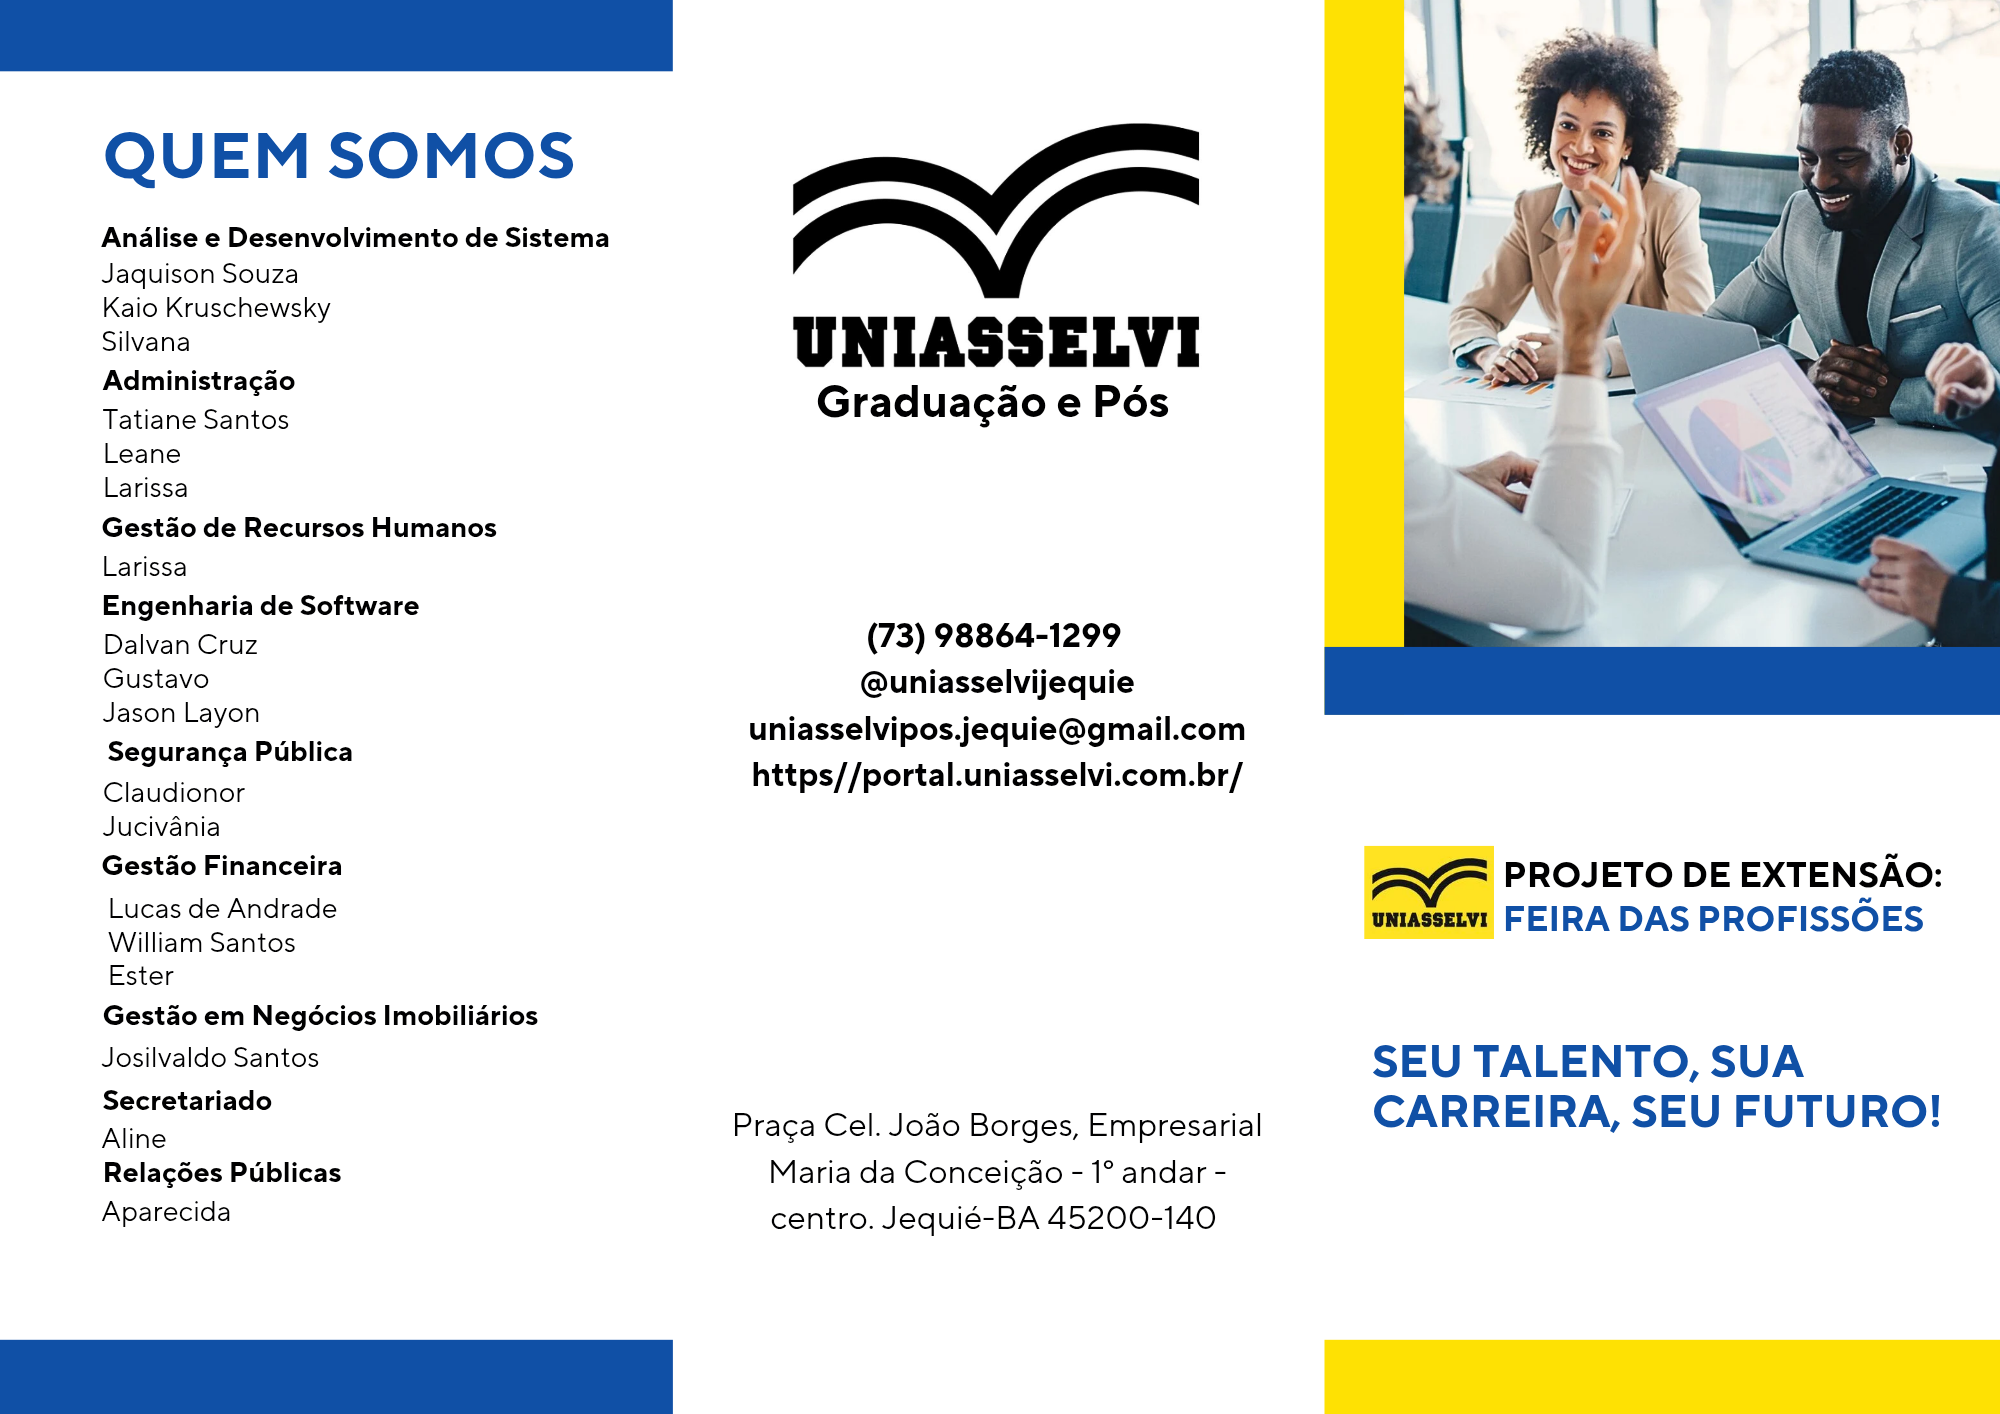 QUEM SOMOS
Análise e Desenvolvimento de Sistema
Jaquison Souza
Kaio Kruschewsky
Silvana
Administração
Tatiane Santos
Leane
Larissa
Gestão de Recursos Humanos
Larissa
Engenharia de Software
Dalvan Cruz
Gustavo
Jason Layon
Segurança Pública
Claudionor
Jucivânia
Gestão Financeira
Lucas de Andrade
William Santos
Ester
Gestão em Negócios Imobiliários
Josilvaldo Santos
Secretariado
Aline
Relações Públicas
Aparecida
UNIASSELVI
Graduação e Pós
(73) 98864-1299
@uniasselvijequie
uniasselvipos.jequie@gmail.com
https//portal.uniasselvi.com.br/
Praça Cel. João Borges, Empresarial
Maria da Conceição - 1° andar -
centro. Jequié-BA 45200-140
UNIASSELVI
PROJETO DE EXTENSÃO:
FEIRA DAS PROFISSÕES
SEU TALENTO, SUA
CARREIRA, SEU FUTURO!